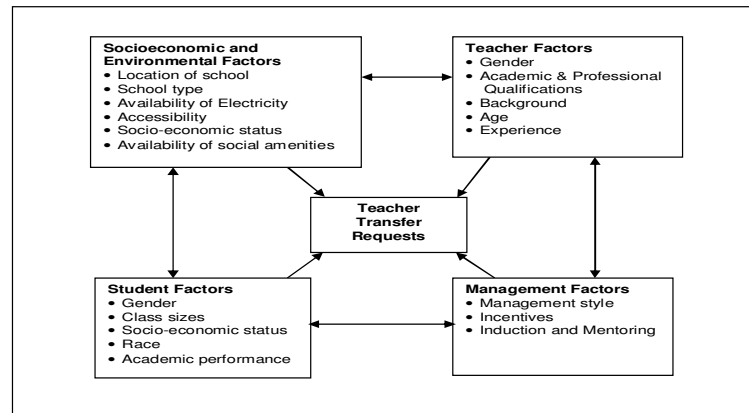 Socioeconomic and
Environmental Factors
• Location of school
• School type
• Availability of Electricity
• Accessibility
• Socio-economic status
• Availability of social amenities
Teacher Factors
• Gender
• Academic & Professional
Qualifications
• Background
• Age
• Experience
Teacher
Transfer
Requests
Student Factors
• Gender
• Class sizes
• Socio-economic status
• Race
• Academic performance
Management Factors
• Management style
• Incentives
• Induction and Mentoring